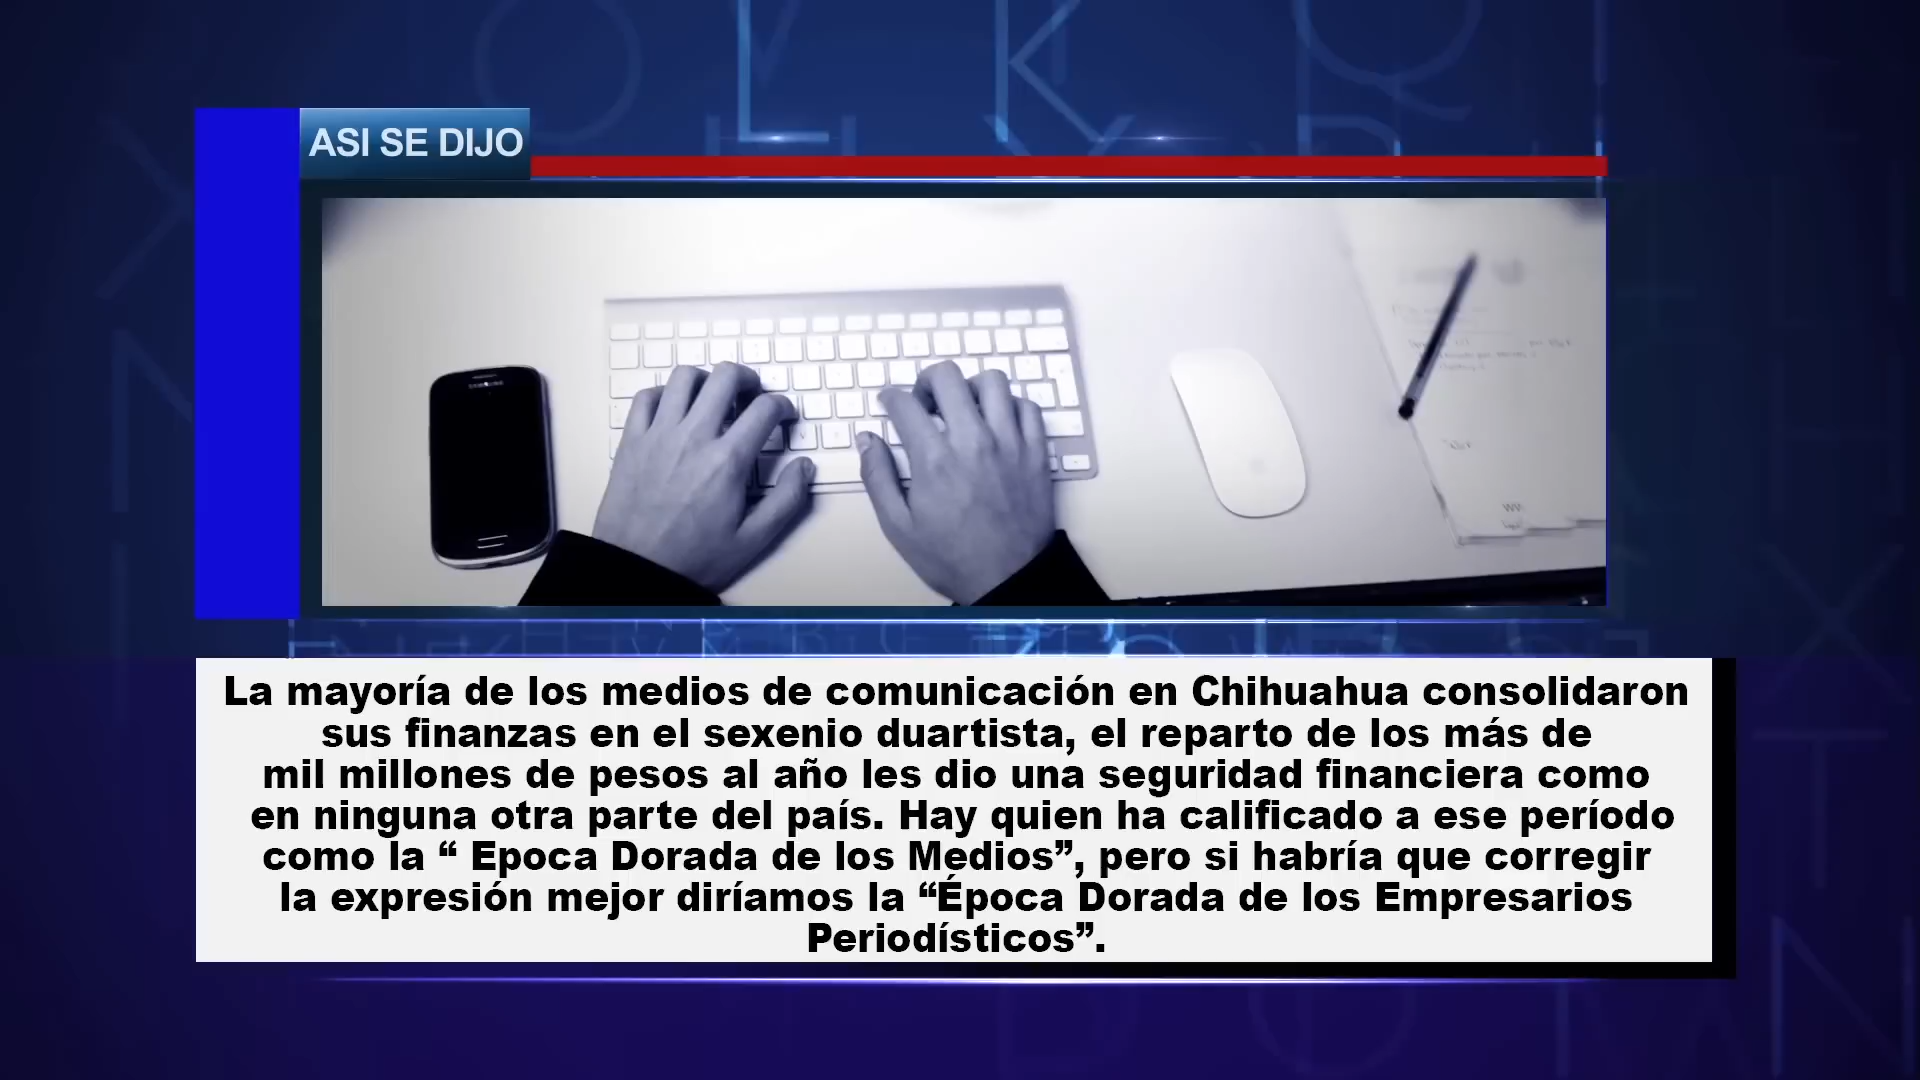 ASI SE DIJO
SAMSUNG
La mayoría de los medios de comunicación en Chihuahua consolidaron
sus finanzas en el sexenio duartista, el reparto de los más de
mil millones de pesos al año les dio una seguridad financiera como
en ninguna otra parte del país. Hay quien ha calificado a ese período
como la “ Epoca Dorada de los Medios”, pero si habría que corregir
la expresión mejor diríamos la “Época Dorada de los Empresarios
Periodísticos”.